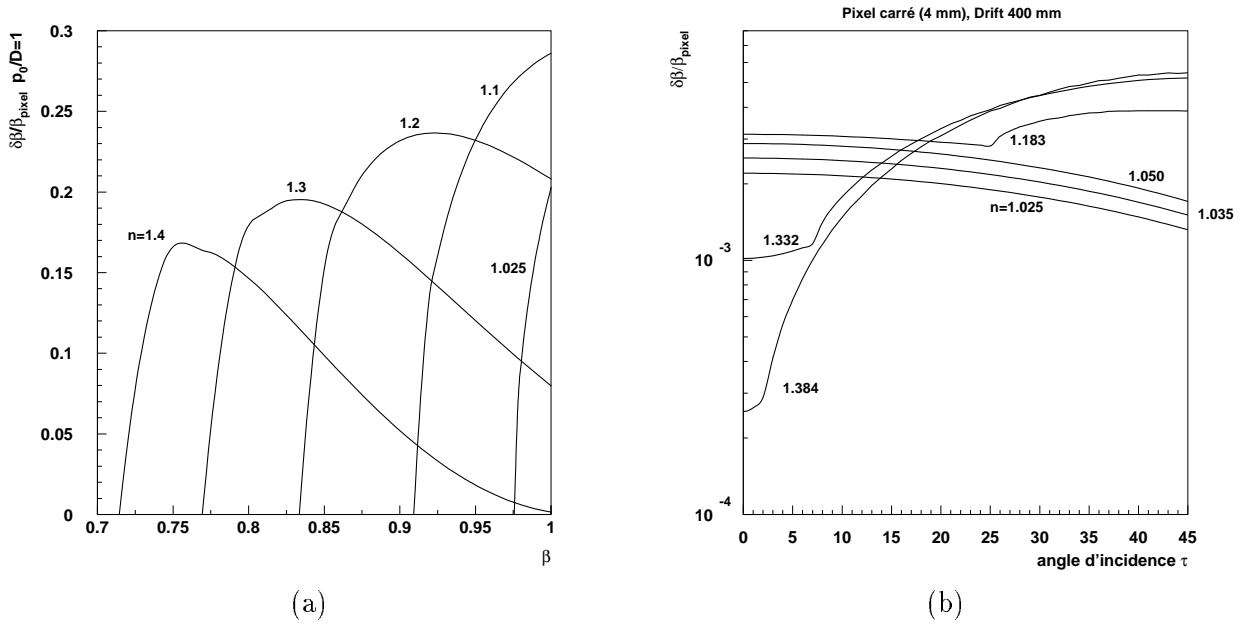 δβ/β_pixel p_0/D=1
0.3
0.25
0.2
0.15
0.1
0.05
0
1.1
1.2
1.3
n=1.4
1.025
0.7 0.75 0.8 0.85 0.9 0.95 1
β
(a)
Pixel carré (4 mm), Drift 400 mm
δβ/β_pixel
10^-3
10^-4
1.183
1.050
1.035
n=1.025
1.332
1.384
0 5 10 15 20 25 30 35 40 45
angle d'incidence τ
(b)